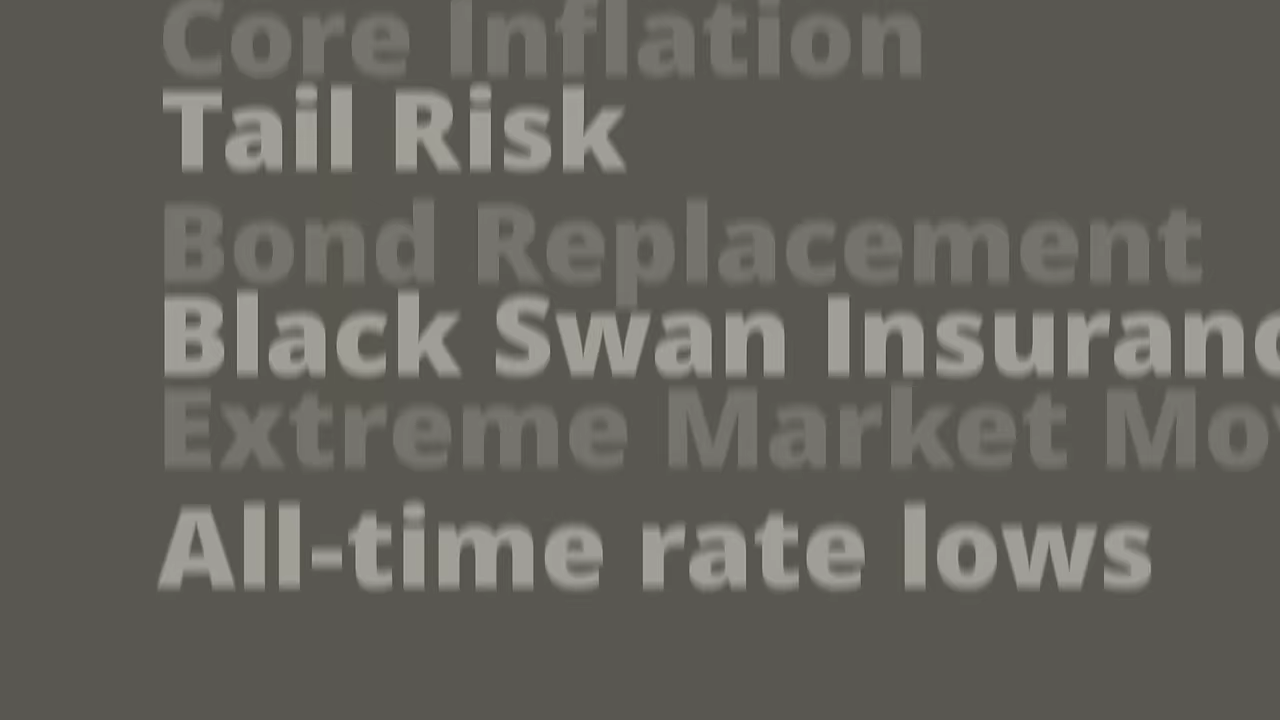 Core Inflation
Tail Risk
Bond Replacement
Black Swan Insuranc
Extreme Market Mov
All-time rate lows